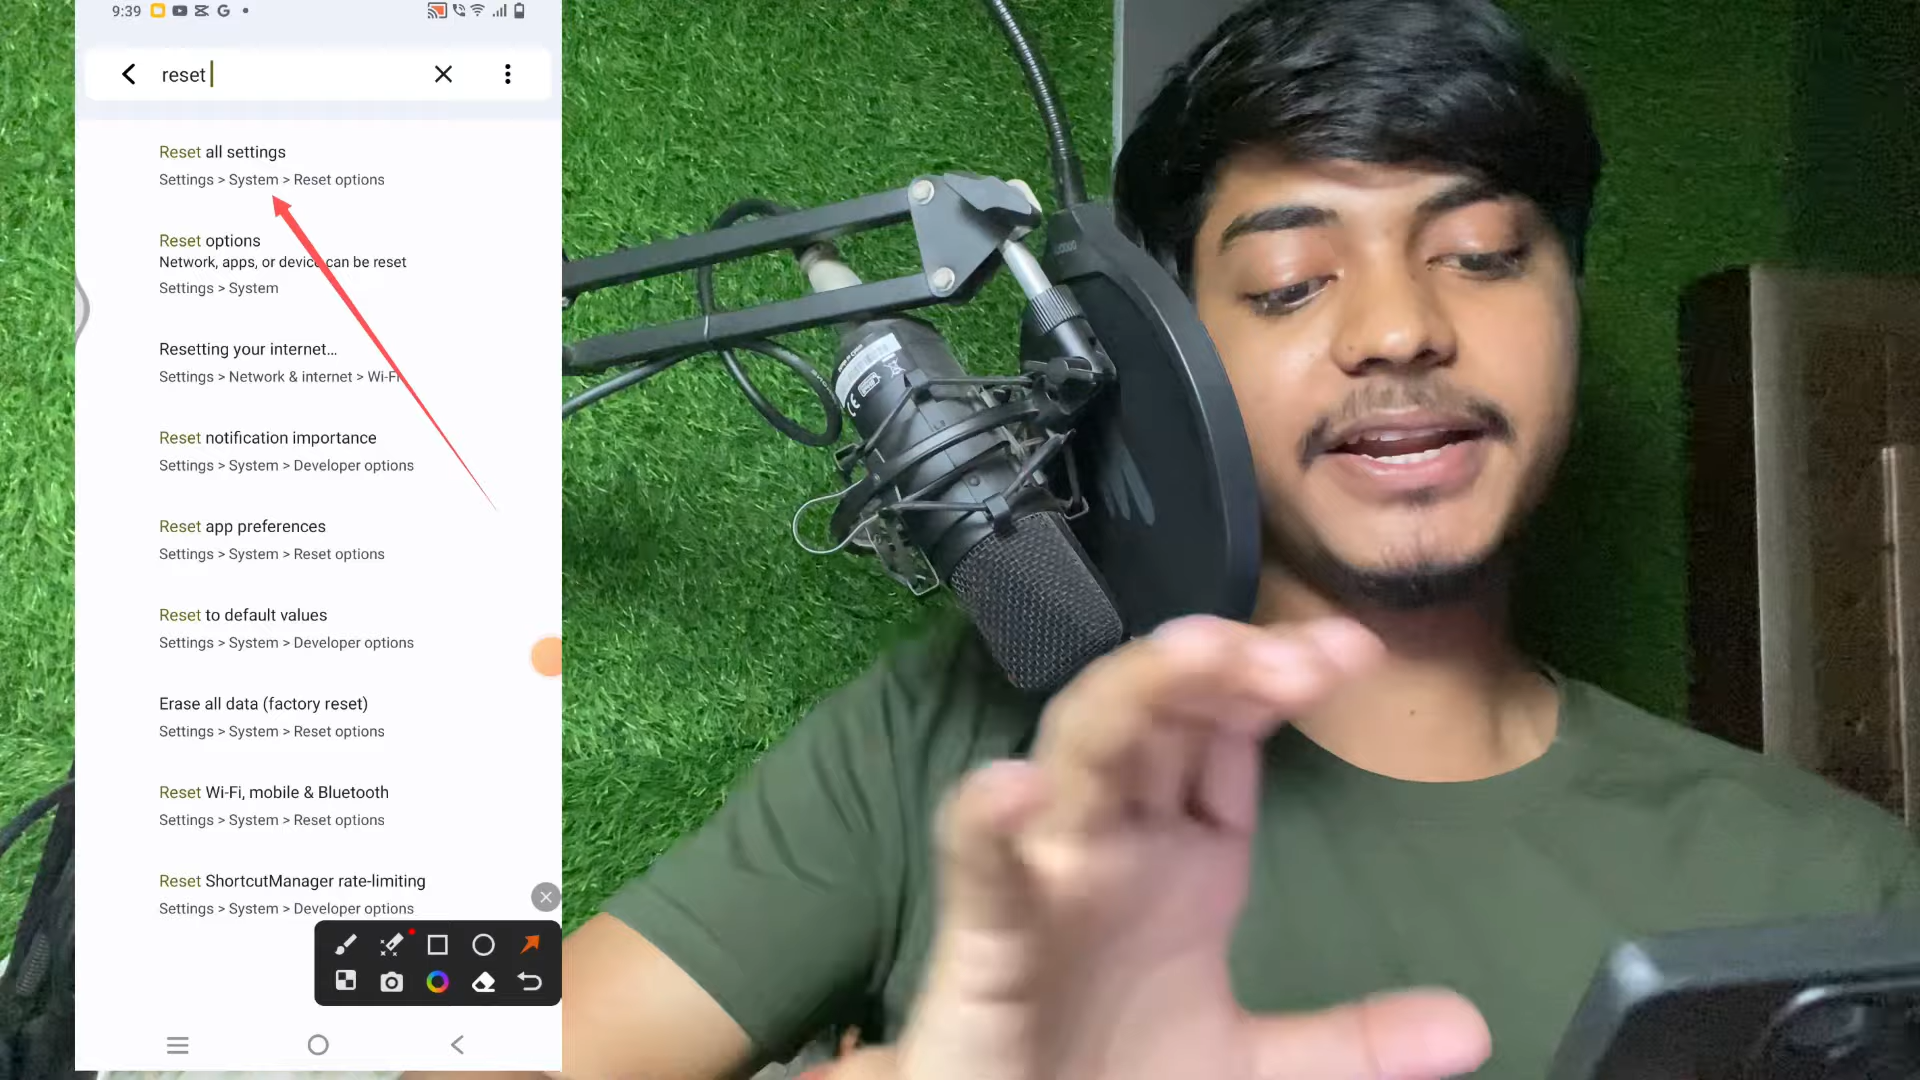 9:39
reset
Reset all settings
Settings > System > Reset options
Reset options
Network, apps, or device can be reset
Settings > System
Resetting your internet…
Settings > Network & internet > Wi-Fi
Reset notification importance
Settings > System > Developer options
Reset app preferences
Settings > System > Reset options
Reset to default values
Settings > System > Developer options
Erase all data (factory reset)
Settings > System > Reset options
Reset Wi-Fi, mobile & Bluetooth
Settings > System > Reset options
Reset ShortcutManager rate-limiting
Settings > System > Developer options